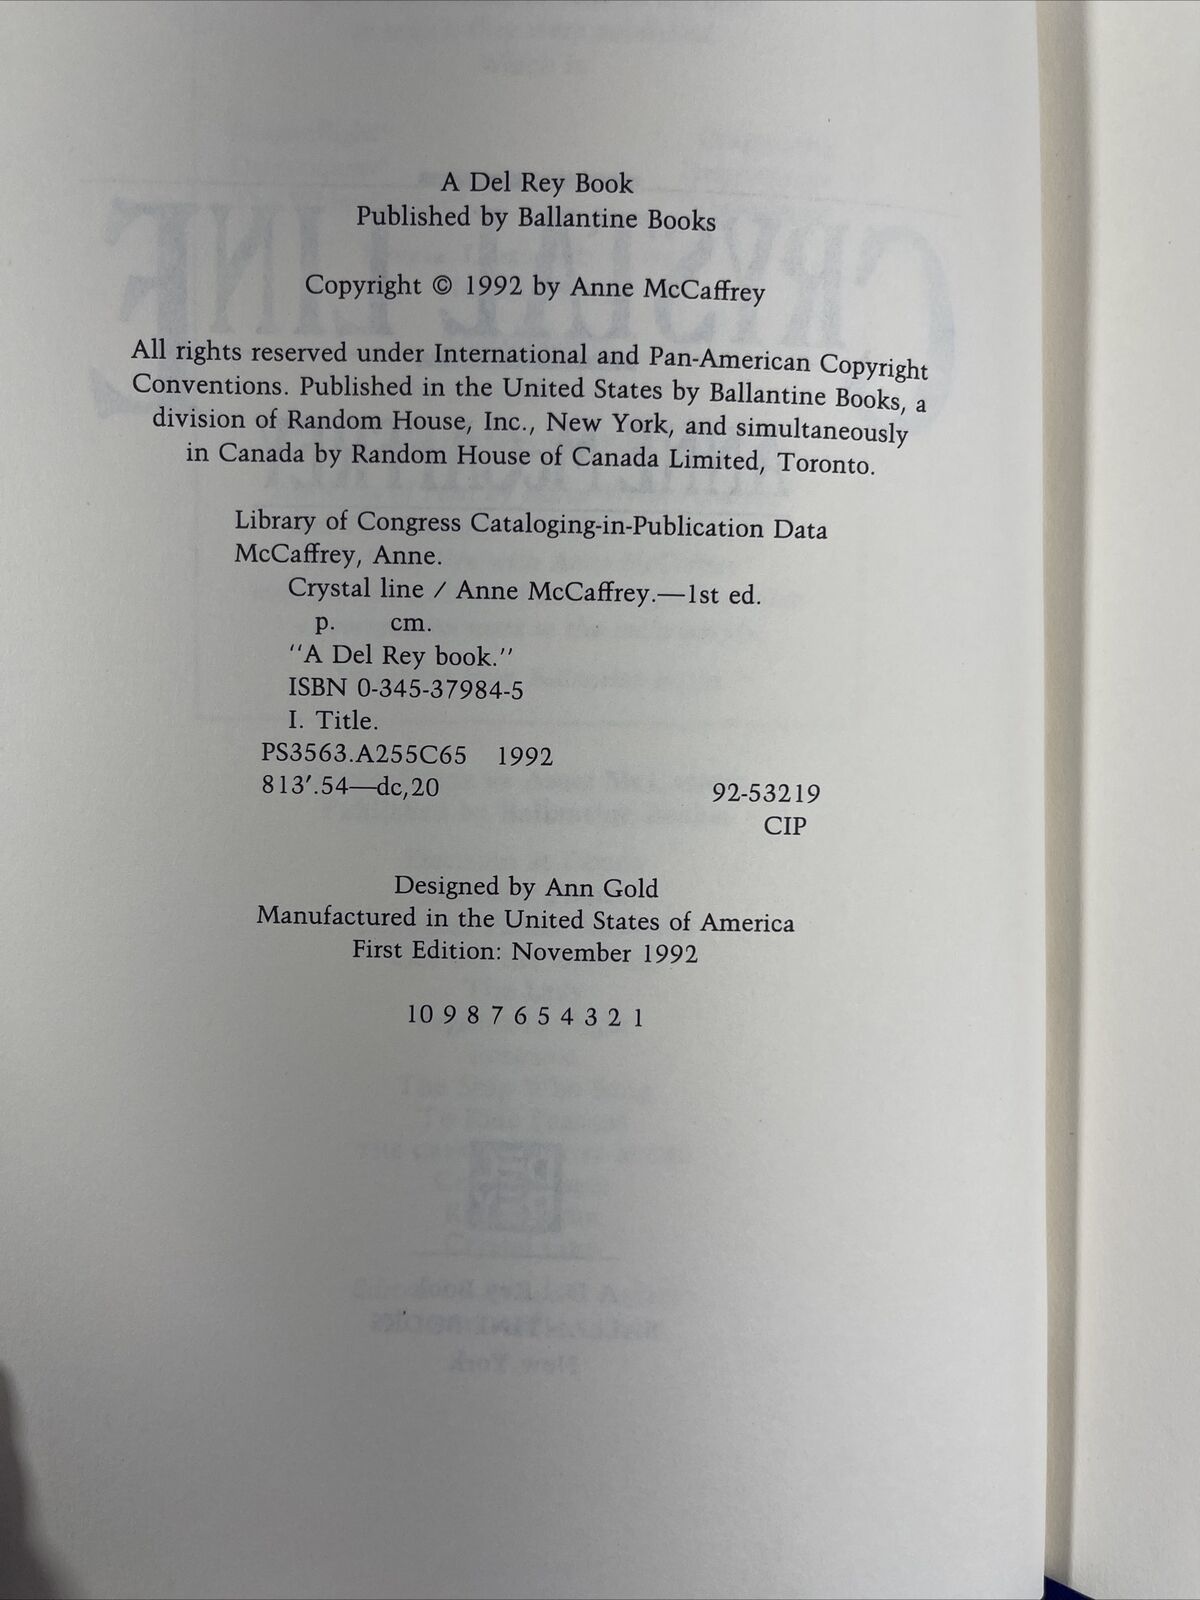 A Del Rey Book
Published by Ballantine Books
Copyright © 1992 by Anne McCaffrey
All rights reserved under International and Pan-American Copyright
Conventions. Published in the United States by Ballantine Books, a
division of Random House, Inc., New York, and simultaneously
in Canada by Random House of Canada Limited, Toronto.
Library of Congress Cataloging-in-Publication Data
McCaffrey, Anne.
Crystal line / Anne McCaffrey.—1st ed.
p. cm.
"A Del Rey book."
ISBN 0-345-37984-5
I. Title.
PS3563.A255C65 1992
813′.54—dc,20 92-53219
CIP
Designed by Ann Gold
Manufactured in the United States of America
First Edition: November 1992
10 9 8 7 6 5 4 3 2 1
CRYSTAL LINE